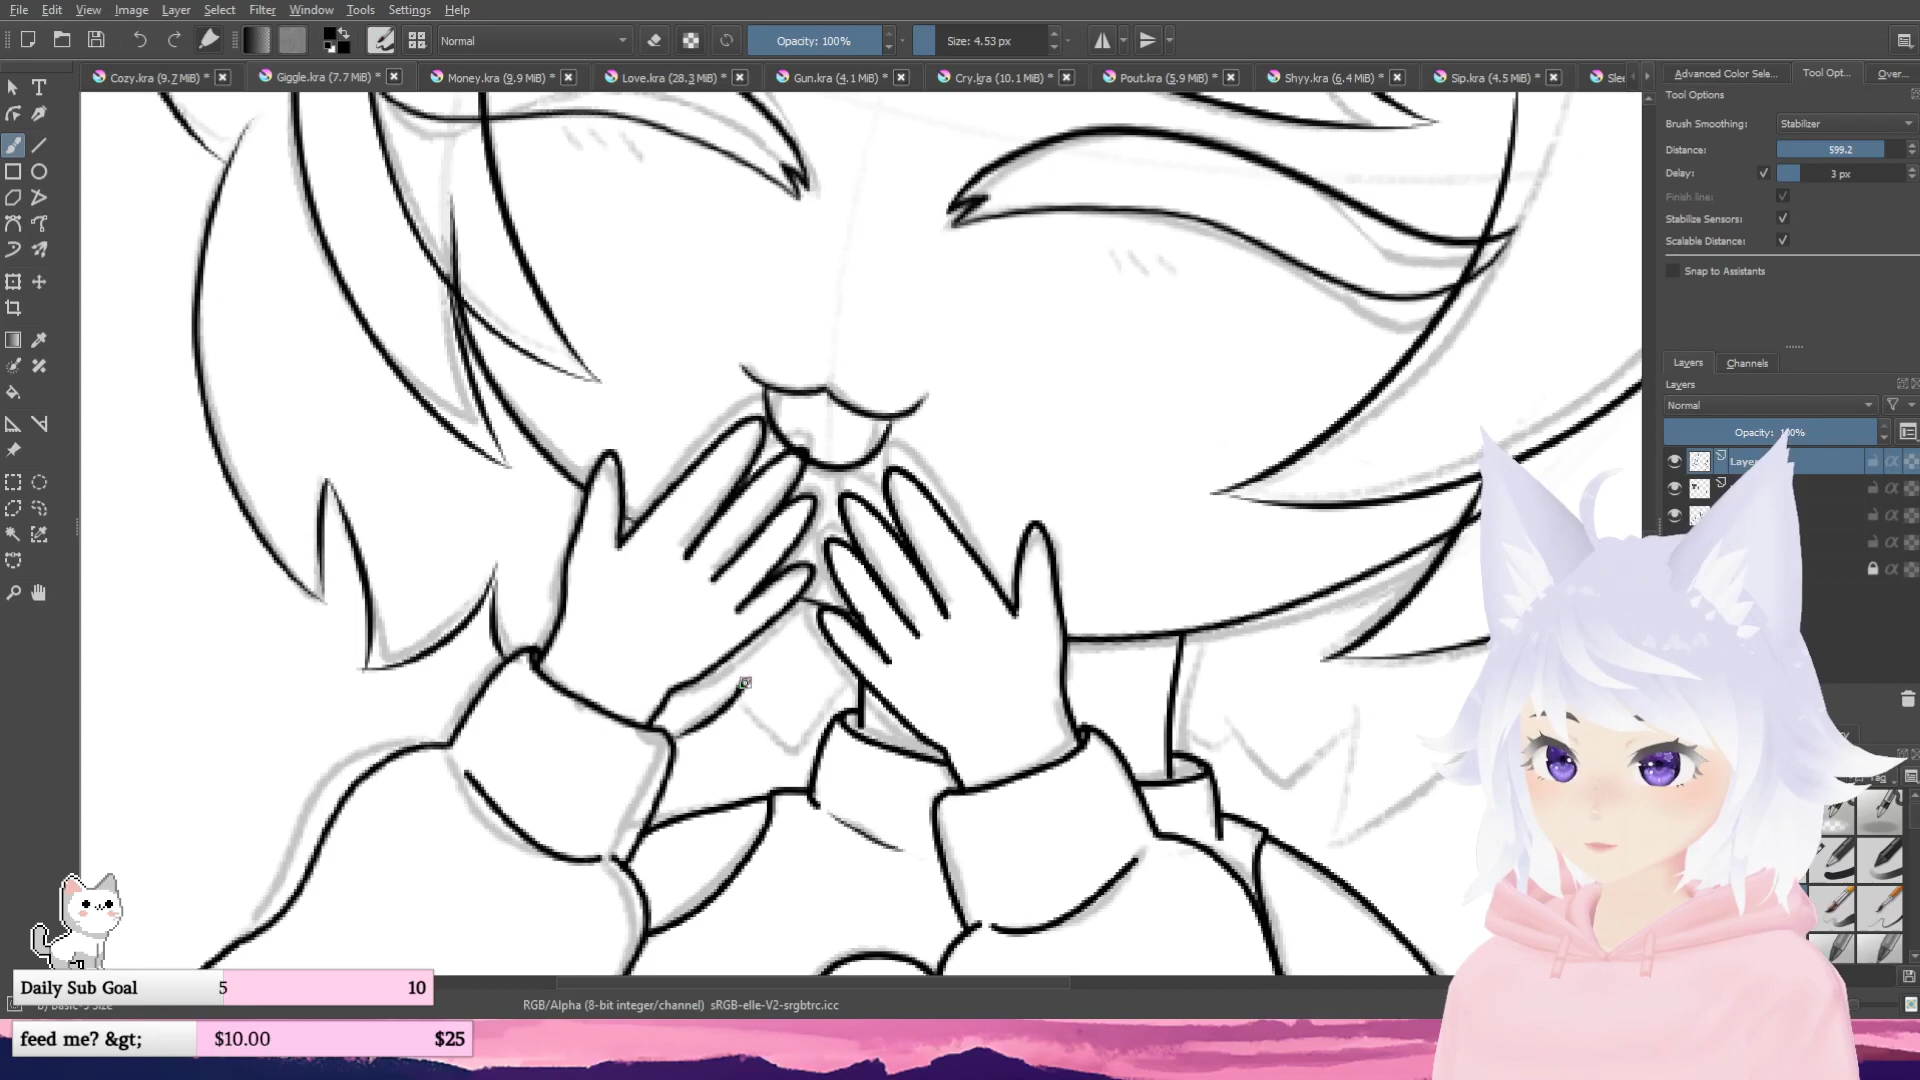 File Edit View Image Layer Select Filter Window Tools Settings Help
Normal Opacity: 100% Size: 4.53 px
Cozy.kra (9.7 MiB) * Giggle.kra (7.7 MiB) * Money.kra (9.9 MiB) * Love.kra (28.3 MiB) * Gun.kra (4.1 MiB) * Cry.kra (10.1 MiB) * Pout.kra (5.9 MiB) * Shyy.kra (6.4 MiB) * Sip.kra (4.5 MiB) * Slee
Advanced Color Sele... Tool Opt... Over...
Tool Options
Brush Smoothing: Stabilizer
Distance: 599.2
Delay: 3 px
Finish line:
Stabilize Sensors:
Scalable Distance:
Snap to Assistants
Layers Channels
Layers
Normal
Opacity: 100%
Layer
Tag
Daily Sub Goal 5 10
RGB/Alpha (8-bit integer/channel) sRGB-elle-V2-srgbtrc.icc
feed me? &gt; $10.00 $25